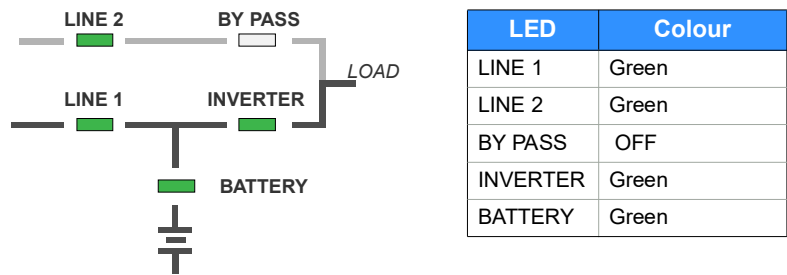 LINE 2 BY PASS
LOAD
LINE 1 INVERTER
BATTERY
LED Colour
LINE 1 Green
LINE 2 Green
BY PASS OFF
INVERTER Green
BATTERY Green